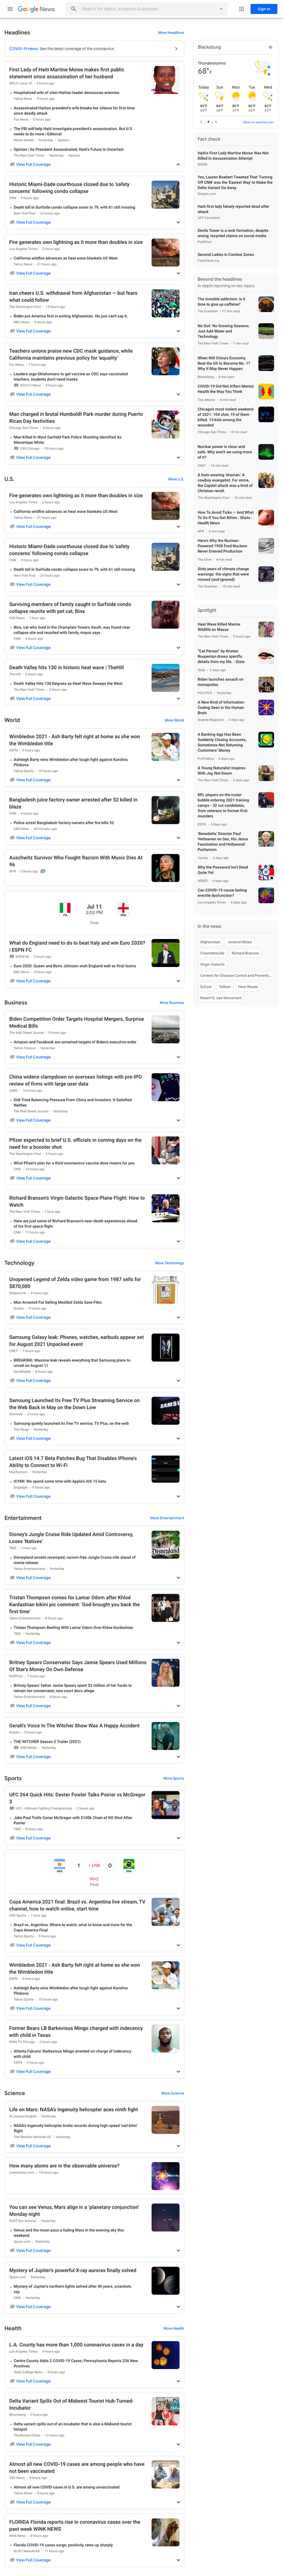 Google News
Search for topics, locations & sources
Sign in
Headlines
More Headlines
COVID-19 news: See the latest coverage of the coronavirus
First Lady of Haiti Martine Moise makes first public
statement since assassination of her husband
Hospitalized wife of slain Haitian leader denounces enemies
Assassinated Haitian president's wife breaks her silence for first time
since deadly attack
The FBI will help Haiti investigate president's assassination. But U.S.
needs to do more | Editorial
Opinion | Its President Assassinated, Haiti's Future Is Uncertain
View Full Coverage
Historic Miami-Dade courthouse closed due to 'safety
concerns' following condo collapse
Death toll in Surfside condo collapse soars to 79, with 61 still missing
View Full Coverage
Fire generates own lightning as it more than doubles in size
California wildfire advances as heat wave blankets US West
View Full Coverage
Iran cheers U.S. withdrawal from Afghanistan — but fears
what could follow
Biden put America first in exiting Afghanistan. He just can't say it.
View Full Coverage
Teachers unions praise new CDC mask guidance, while
California maintains previous policy for 'equality'
Leaders urge Oklahomans to get vaccine as CDC says vaccinated
teachers, students don't need masks
View Full Coverage
Man charged in brutal Humboldt Park murder during Puerto
Rican Day festivities
Man Killed in West Garfield Park Police Shooting Identified As
Klevontaye White
View Full Coverage
U.S.
More U.S.
Fire generates own lightning as it more than doubles in size
California wildfire advances as heat wave blankets US West
View Full Coverage
Historic Miami-Dade courthouse closed due to 'safety
concerns' following condo collapse
Death toll in Surfside condo collapse soars to 79, with 61 still missing
View Full Coverage
Surviving members of family caught in Surfside condo
collapse reunite with pet cat, Binx
Binx, cat who lived in the Champlain Towers South, was found near
collapse site and reunited with family, mayor says
View Full Coverage
Death Valley hits 130 in historic heat wave | TheHill
Death Valley Hits 130 Degrees as Heat Wave Sweeps the West
View Full Coverage
World
More World
Wimbledon 2021 - Ash Barty felt right at home as she won
the Wimbledon title
Ashleigh Barty wins Wimbledon after tough fight against Karolina
Pliskova
View Full Coverage
Bangladesh juice factory owner arrested after 52 killed in
blaze
Police arrest Bangladesh factory owners after fire kills 52
View Full Coverage
Auschwitz Survivor Who Fought Racism With Music Dies At
96
Jul 11
3:00 PM
Final
What do England need to do to beat Italy and win Euro 2020?
| ESPN FC
Euro 2020: Queen and Boris Johnson wish England well as final looms
View Full Coverage
Business
More Business
Biden Competition Order Targets Hospital Mergers, Surprise
Medical Bills
Amazon and Facebook are unnamed targets of Biden's executive order
View Full Coverage
China widens clampdown on overseas listings with pre-IPO
review of firms with large user data
Didi Tried Balancing Pressure From China and Investors. It Satisfied
Neither.
View Full Coverage
Pfizer expected to brief U.S. officials in coming days on the
need for a booster shot
What Pfizer's plan for a third coronavirus vaccine dose means for you
View Full Coverage
Richard Branson's Virgin Galactic Space Plane Flight: How to
Watch
Here are just some of Richard Branson's near-death experiences ahead
of his first space flight
View Full Coverage
Technology
More Technology
Unopened Legend of Zelda video game from 1987 sells for
$870,000
Man Arrested For Selling Modded Zelda Save Files
View Full Coverage
Samsung Galaxy leak: Phones, watches, earbuds appear set
for August 2021 Unpacked event
BREAKING: Massive leak reveals everything that Samsung plans to
unveil on August 11
View Full Coverage
Samsung Launched Its Free TV Plus Streaming Service on
the Web Back in May on the Down Low
Samsung quietly launched its free TV service, TV Plus, on the web
View Full Coverage
Latest iOS 14.7 Beta Patches Bug That Disables iPhone's
Ability to Connect to Wi-Fi
ICYMI: We spend some time with Apple's iOS 15 beta
View Full Coverage
Entertainment
More Entertainment
Disney's Jungle Cruise Ride Updated Amid Controversy,
Loses 'Natives'
Disneyland unveils revamped, racism-free Jungle Cruise ride ahead of
movie release
View Full Coverage
Tristan Thompson comes for Lamar Odom after Khloé
Kardashian bikini pic comment: 'God brought you back the
first time'
Tristan Thompson Beefing With Lamar Odom Over Khloe Kardashian
View Full Coverage
Britney Spears Conservator Says Jamie Spears Used Millions
Of Star's Money On Own Defense
Britney Spears' father Jamie Spears spent $2 million of her funds to
remain her conservator, new court docs allege
View Full Coverage
Geralt's Voice In The Witcher Show Was A Happy Accident
THE WITCHER Season 2 Trailer (2021)
View Full Coverage
Sports
More Sports
UFC 264 Quick Hits: Dexter Fowler Talks Poirier vs McGregor
3
Jake Paul Trolls Conor McGregor with $100k Chain of KO Shot After
Poirier
View Full Coverage
1
LIVE
0
Final
Copa America 2021 final: Brazil vs. Argentina live stream, TV
channel, how to watch online, start time
Brazil vs. Argentina: Where to watch, what to know and more for the
Copa America Final
View Full Coverage
Wimbledon 2021 - Ash Barty felt right at home as she won
the Wimbledon title
Ashleigh Barty wins Wimbledon after tough fight against Karolina
Pliskova
View Full Coverage
Former Bears LB Barkevious Mingo charged with indecency
with child in Texas
Atlanta Falcons' Barkevious Mingo arrested on charge of indecency
with child
View Full Coverage
Science
More Science
Life on Mars: NASA's Ingenuity helicopter aces ninth fight
NASA's Ingenuity helicopter broke records during high-speed 'nail-biter'
flight
View Full Coverage
How many atoms are in the observable universe?
You can see Venus, Mars align in a 'planetary conjunction'
Monday night
Venus and the moon pass a fading Mars in the evening sky this
weekend
View Full Coverage
Mystery of Jupiter's powerful X-ray auroras finally solved
Mystery of Jupiter's northern lights solved after 40 years, scientists
say
View Full Coverage
Health
More Health
L.A. County has more than 1,000 coronavirus cases in a day
Centre County Adds 2 COVID-19 Cases; Pennsylvania Reports 236 New
Positives
View Full Coverage
Delta Variant Spills Out of Midwest Tourist Hub-Turned-
Incubator
Delta variant spills out of an incubator that is also a Midwest tourist
hotspot
View Full Coverage
Almost all new COVID-19 cases are among people who have
not been vaccinated
Almost all new COVID cases in U.S. are among unvaccinated
View Full Coverage
FLORIDA Florida reports rise in coronavirus cases over the
past week WINK NEWS
Florida COVID-19 cases surge; positivity rates up sharply
View Full Coverage
Blacksburg
Thunderstorms
68°F
Today
Sun
Mon
Tue
Wed
Fact check
Haiti's First Lady Martine Moise Was Not
Killed in Assassination Attempt
Yes, Lauren Boebert Tweeted That 'Turning
Off CNN' was the 'Easiest Way' to Make the
Delta Variant Go Away
Haiti first lady falsely reported dead after
attack
Devils Tower is a rock formation, despite
wrong, recycled claims on social media
Second Ladies in Combat Zones
Beyond the headlines
In-depth reporting on key topics
The invisible addiction: is it
time to give up caffeine?
No Soil. No Growing Seasons.
Just Add Water and
Technology.
When Will China's Economy
Beat the US to Become No. 1?
Why It May Never Happen
COVID-19 Did Not Affect Mental
Health the Way You Think
Chicago's most violent weekend
of 2021: 104 shot, 19 of them
killed. 13 kids among the
wounded
Nuclear power is clean and
safe. Why aren't we using more
of it?
How To Avoid Ticks — And What
To Do If You Get Bitten : Shots -
Health News
Here's Why the Nuclear-
Powered 1958 Ford Nucleon
Never Entered Production
Sixty years of climate change
warnings: the signs that were
missed (and ignored)
Spotlight
Heat Wave Killed Marine
Wildlife en Masse
"Cat Person" by Kristen
Roupenian draws specific
details from my life. - Slate
Biden launches assault on
monopolies
A New Kind of Information
Coding Seen in the Human
Brain
A Banking App Has Been
Suddenly Closing Accounts,
Sometimes Not Returning
Customers' Money
A Young Naturalist Inspires
With Joy, Not Doom
NFL players on the roster
bubble entering 2021 training
camps - 32 cut candidates,
from veterans to former first-
rounders
'Benedetta' Director Paul
Verhoeven on Sex, His Jesus
Fascination and Hollywood
Puritanism
Why the Password Isn't Dead
Quite Yet
Can COVID-19 cause lasting
erectile dysfunction?
In the news
Afghanistan
Jovenel Moïse
Charlottesville
Richard Branson
Virgin Galactic
Centers for Disease Control and Preventi...
School
Taliban
Heat Waves
Robert E. Lee Monument